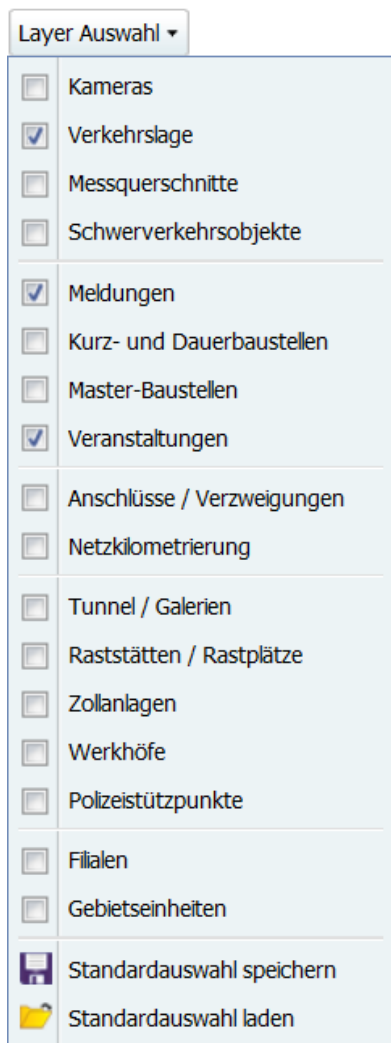 Layer Auswahl
Kameras
Verkehrslage
Messquerschnitte
Schwerverkehrsobjekte
Meldungen
Kurz- und Dauerbaustellen
Master-Baustellen
Veranstaltungen
Anschlüsse / Verzweigungen
Netzkilometrierung
Tunnel / Galerien
Raststätten / Rastplätze
Zollanlagen
Werkhöfe
Polizeistützpunkte
Filialen
Gebietseinheiten
Standardauswahl speichern
Standardauswahl laden